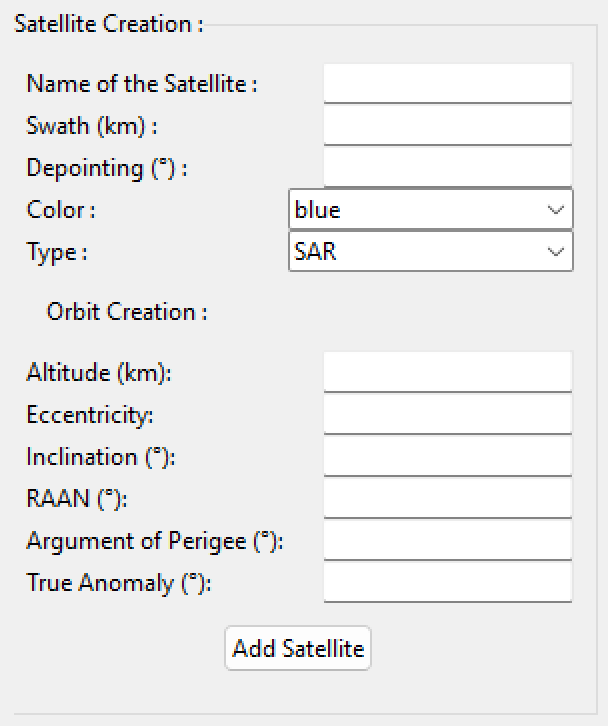 Satellite Creation :
Name of the Satellite :
Swath (km) :
Depointing (°) :
Color : blue
Type : SAR
Orbit Creation :
Altitude (km):
Eccentricity:
Inclination (°):
RAAN (°):
Argument of Perigee (°):
True Anomaly (°):
Add Satellite